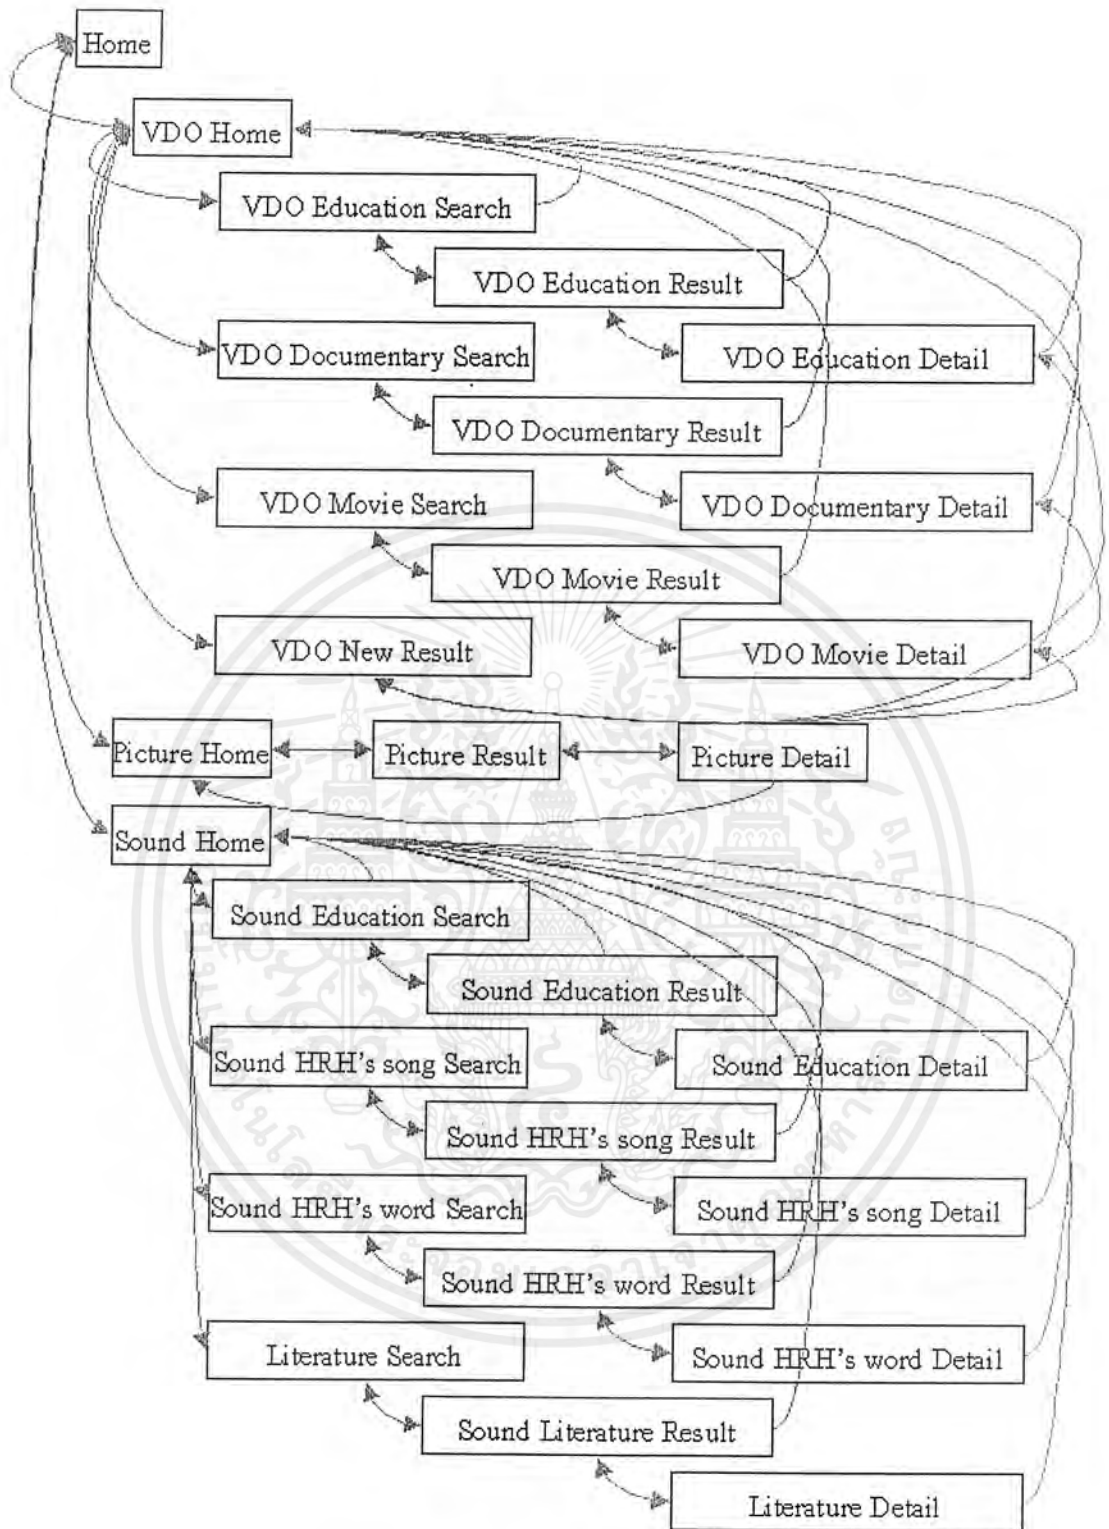 Home
VDO Home
VDO Education Search
VDO Education Result
VDO Documentary Search
VDO Education Detail
VDO Documentary Result
VDO Movie Search
VDO Documentary Detail
VDO Movie Result
VDO New Result
VDO Movie Detail
Picture Home
Picture Result
Picture Detail
Sound Home
Sound Education Search
Sound Education Result
Sound HRH's song Search
Sound Education Detail
Sound HRH's song Result
Sound HRH's word Search
Sound HRH's song Detail
Sound HRH's word Result
Literature Search
Sound HRH's word Detail
Sound Literature Result
Literature Detail